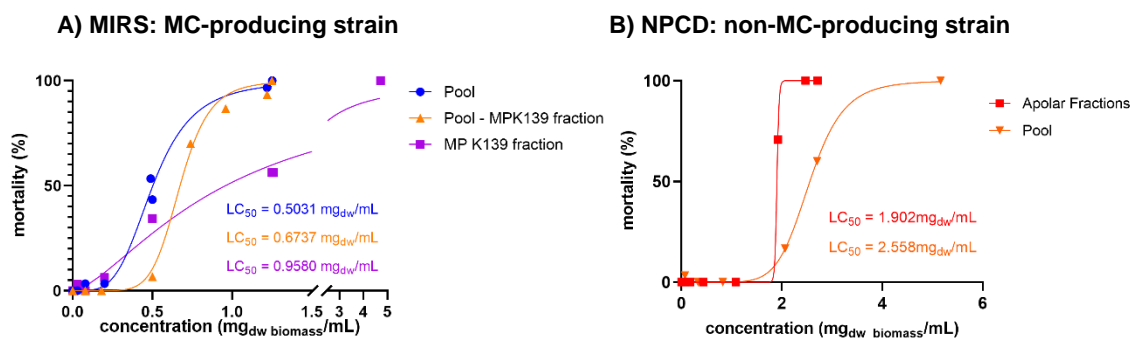 A) MIRS: MC-producing strain
mortality (%)
100
50
0
0.0 0.5 1.0 1.5 3 4 5
concentration (mg dw biomass/mL)
Pool
Pool - MPK139 fraction
MP K139 fraction
LC50 = 0.5031 mgdw/mL
LC50 = 0.6737 mgdw/mL
LC50 = 0.9580 mgdw/mL
B) NPCD: non-MC-producing strain
mortality (%)
100
50
0
0 2 4 6
concentration (mgdw biomass/mL)
Apolar Fractions
Pool
LC50 = 1.902mgdw/mL
LC50 = 2.558mgdw/mL